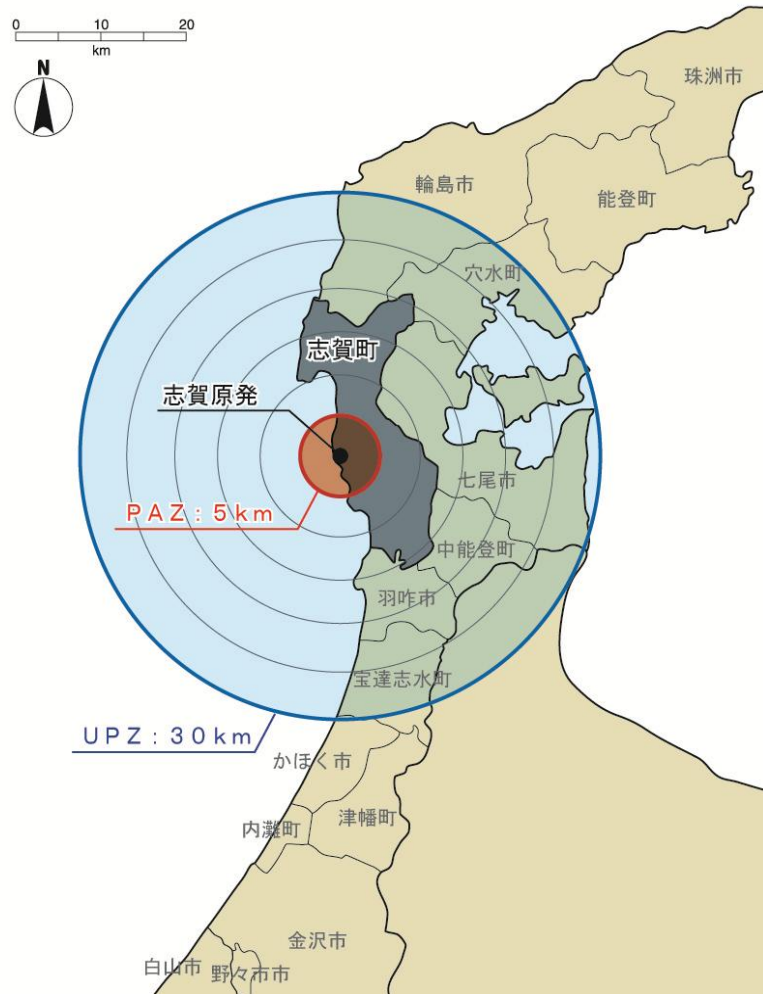 0 10 20
km
N
珠洲市
輪島市
能登町
穴水町
志賀町
志賀原発
七尾市
PAZ:5km
中能登町
羽咋市
宝達志水町
UPZ:30km
かほく市
津幡町
内灘町
金沢市
白山市
野々市市